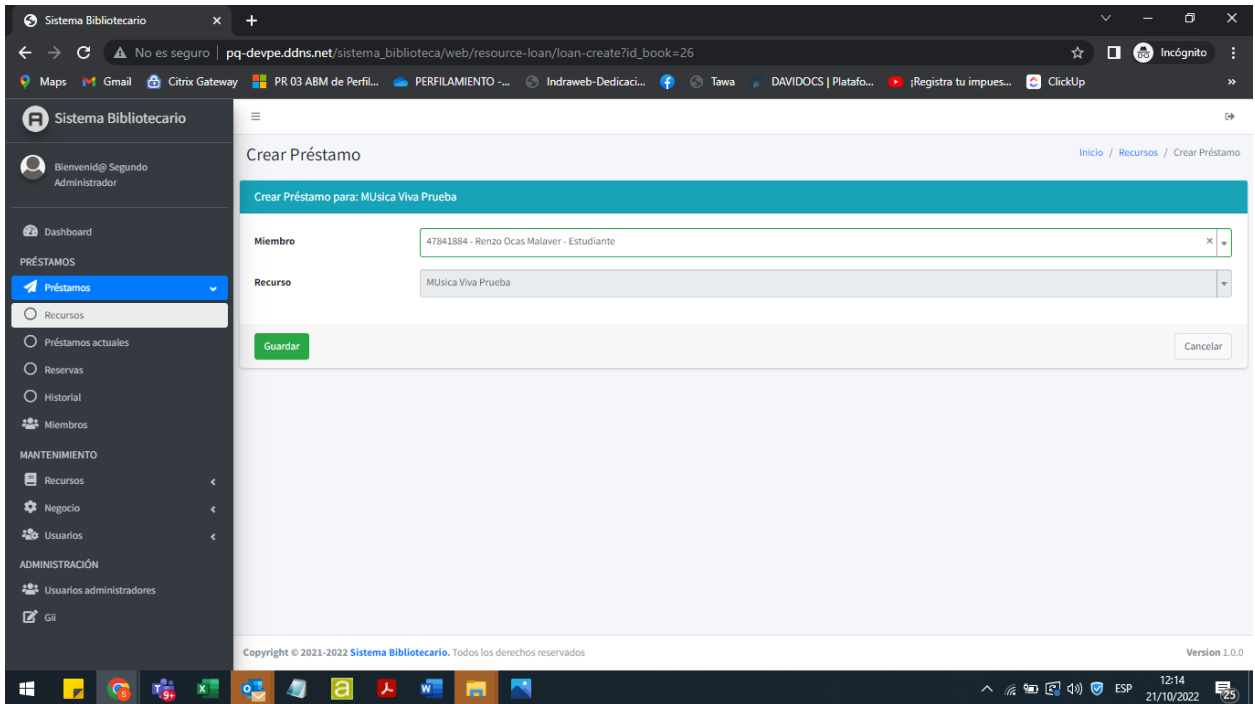 Sistema Bibliotecario
No es seguro | pq-devpe.ddns.net/sistema_biblioteca/web/resource-loan/loan-create?id_book=26 Incógnito
Maps Gmail Citrix Gateway PR 03 ABM de Perfil... PERFILAMIENTO -... Indraweb-Dedicaci... Tawa DAVIDOCS | Platafo... ¡Registra tu impues... ClickUp »
Sistema Bibliotecario
Bienvenid@ Segundo
Administrador
Dashboard
PRÉSTAMOS
Préstamos
Recursos
Préstamos actuales
Reservas
Historial
Miembros
MANTENIMIENTO
Recursos
Negocio
Usuarios
ADMINISTRACIÓN
Usuarios administradores
Gii
Crear Préstamo
Inicio / Recursos / Crear Préstamo
Crear Préstamo para: MUsica Viva Prueba
Miembro 47841884 - Renzo Ocas Malaver - Estudiante
Recurso MUsica Viva Prueba
Guardar Cancelar
Copyright © 2021-2022 Sistema Bibliotecario. Todos los derechos reservados Version 1.0.0
9+
ESP
12:14
21/10/2022
25